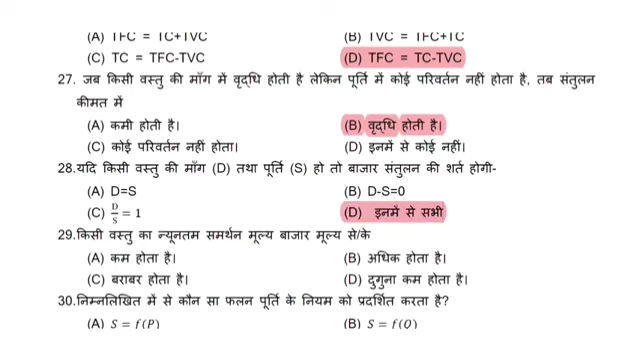 (A) TFC = TC+TVC (B) TVC = TFC+TC
(C) TC = TFC-TVC (D) TFC = TC-TVC
27. जब किसी वस्तु की माँग में वृद्धि होती है लेकिन पूर्ति में कोई परिवर्तन नहीं होता है, तब संतुलन
कीमत में
(A) कमी होती है। (B) वृद्धि होती है।
(C) कोई परिवर्तन नहीं होता। (D) इनमें से कोई नहीं।
28.यदि किसी वस्तु की माँग (D) तथा पूर्ति (S) हो तो बाजार संतुलन की शर्त होगी-
(A) D=S (B) D-S=0
(C) D/S = 1 (D) इनमें से सभी
29.किसी वस्तु का न्यूनतम समर्थन मूल्य बाजार मूल्य से/के
(A) कम होता है। (B) अधिक होता है।
(C) बराबर होता है। (D) दुगुना कम होता है।
30.निम्नलिखित में से कौन सा फलन पूर्ति के नियम को प्रदर्शित करता है?
(A) S = f(P) (B) S = f(Q)